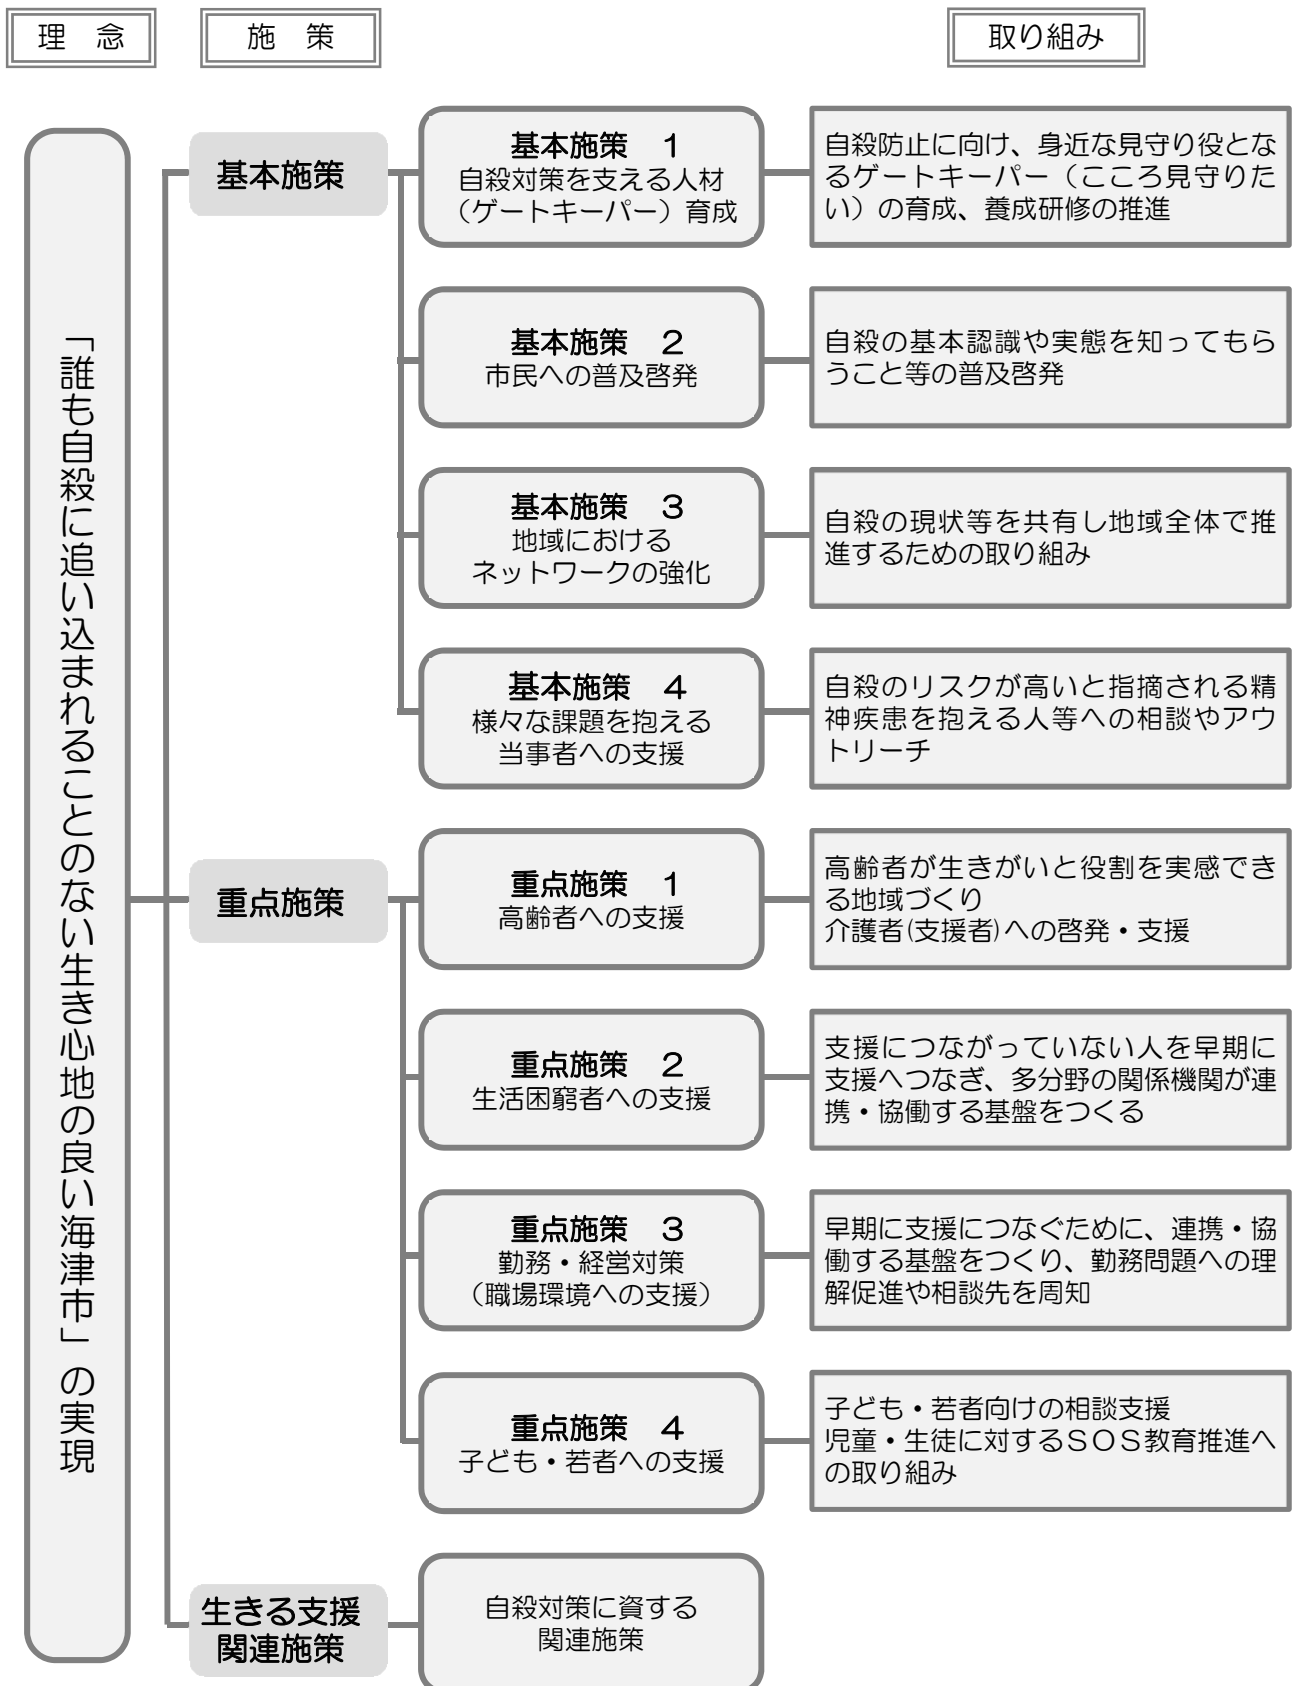 理　念
施　策
取り組み
「誰も自殺に追い込まれることのない生き心地の良い海津市」の実現
基本施策
基本施策　１
自殺対策を支える人材
（ゲートキーパー）育成
自殺防止に向け、身近な見守り役とな
るゲートキーパー（こころ見守りた
い）の育成、養成研修の推進
基本施策　２
市民への普及啓発
自殺の基本認識や実態を知ってもら
うこと等の普及啓発
基本施策　３
地域における
ネットワークの強化
自殺の現状等を共有し地域全体で推
進するための取り組み
基本施策　４
様々な課題を抱える
当事者への支援
自殺のリスクが高いと指摘される精
神疾患を抱える人等への相談やアウ
トリーチ
重点施策
重点施策　１
高齢者への支援
高齢者が生きがいと役割を実感でき
る地域づくり
介護者(支援者)への啓発・支援
重点施策　２
生活困窮者への支援
支援につながっていない人を早期に
支援へつなぎ、多分野の関係機関が連
携・協働する基盤をつくる
重点施策　３
勤務・経営対策
（職場環境への支援）
早期に支援につなぐために、連携・協
働する基盤をつくり、勤務問題への理
解促進や相談先を周知
重点施策　４
子ども・若者への支援
子ども・若者向けの相談支援
児童・生徒に対するＳＯＳ教育推進へ
の取り組み
生きる支援
関連施策
自殺対策に資する
関連施策